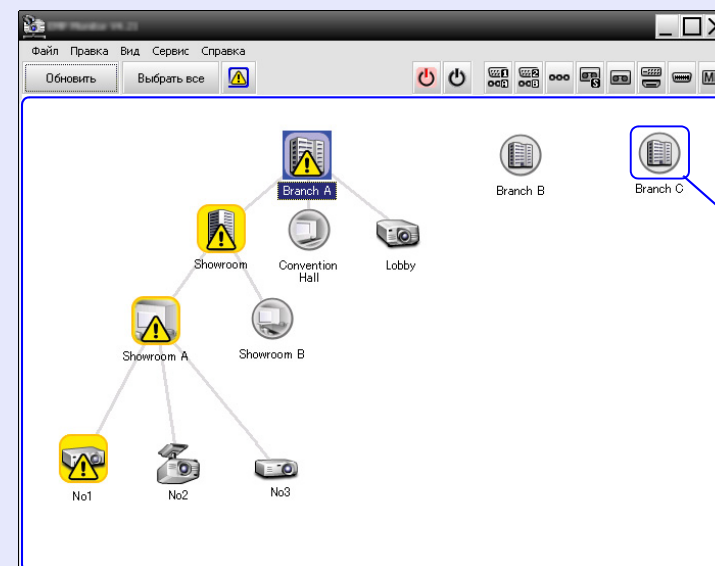 Файл Правка Вид Сервис Справка
Обновить Выбрать все
Branch A
Branch B
Branch C
Showroom
Convention
Hall
Lobby
Showroom A
Showroom B
No1
No2
No3